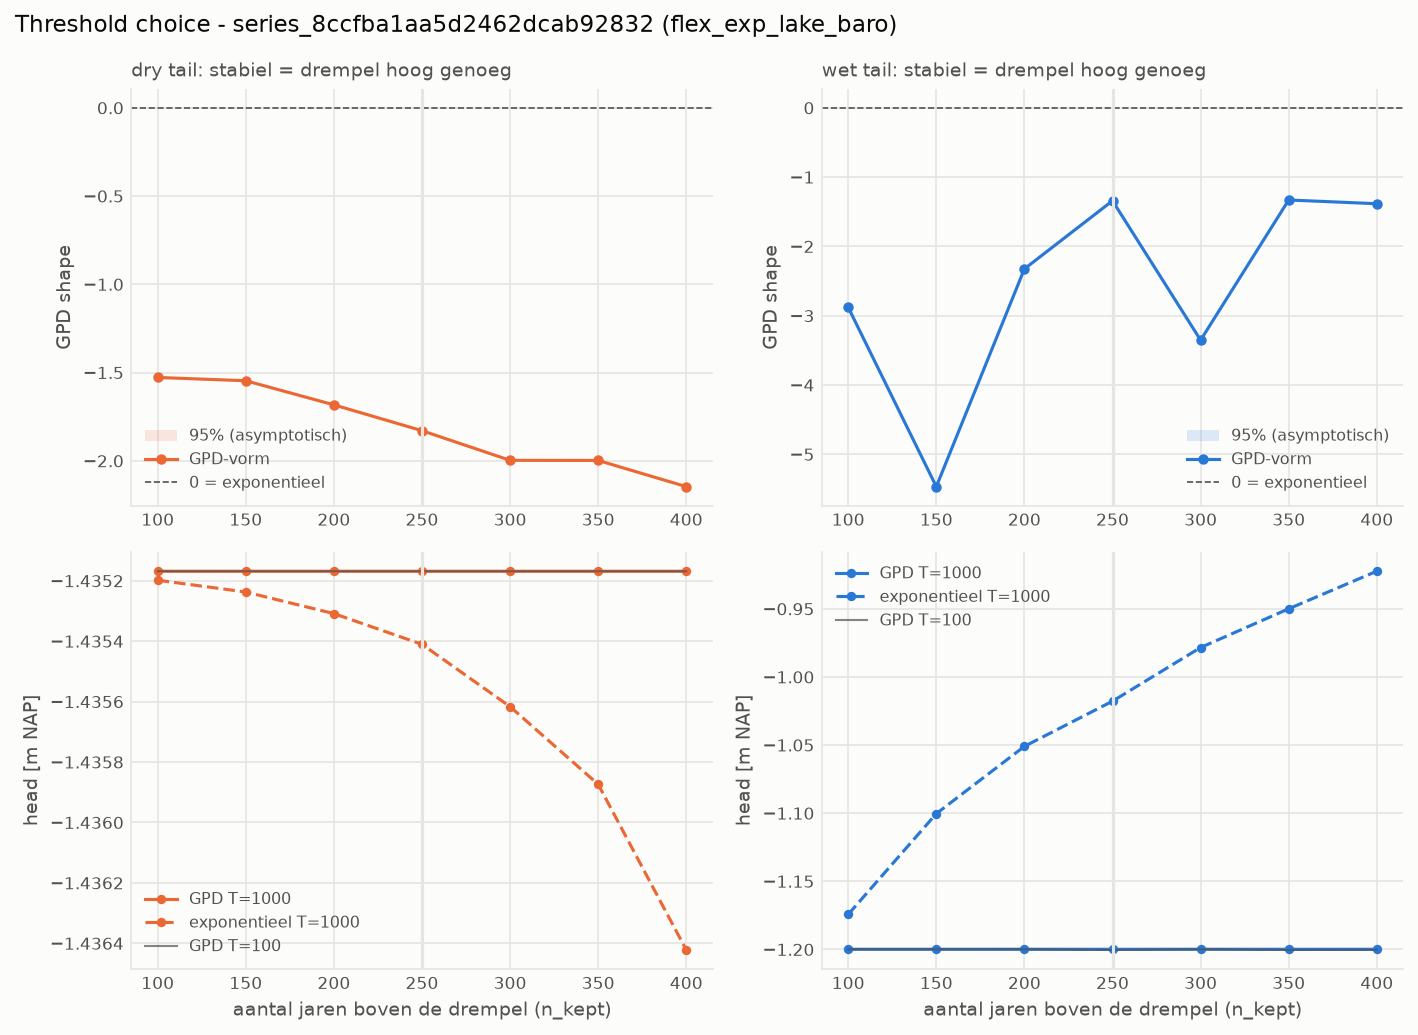 Threshold choice - series_8ccfba1aa5d2462dcab92832 (flex_exp_lake_baro)
dry tail: stabiel = drempel hoog genoeg
GPD shape
0.0
−0.5
−1.0
−1.5
−2.0
95% (asymptotisch)
GPD-vorm
0 = exponentieel
100 150 200 250 300 350 400
wet tail: stabiel = drempel hoog genoeg
GPD shape
0
−1
−2
−3
−4
−5
95% (asymptotisch)
GPD-vorm
0 = exponentieel
100 150 200 250 300 350 400
head [m NAP]
−1.4352
−1.4354
−1.4356
−1.4358
−1.4360
−1.4362
−1.4364
GPD T=1000
exponentieel T=1000
GPD T=100
100 150 200 250 300 350 400
aantal jaren boven de drempel (n_kept)
head [m NAP]
GPD T=1000
exponentieel T=1000
GPD T=100
−0.95
−1.00
−1.05
−1.10
−1.15
−1.20
100 150 200 250 300 350 400
aantal jaren boven de drempel (n_kept)